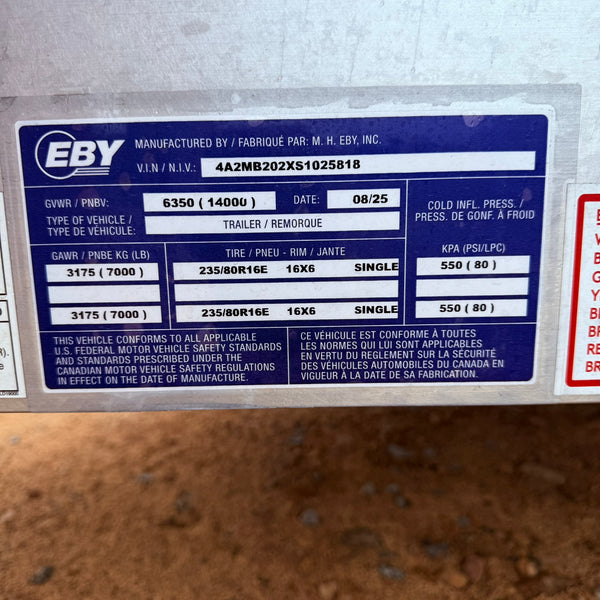 EBY
MANUFACTURED BY / FABRIQUÉ PAR: M. H. EBY, INC.
V.I.N / N.I.V.: 4A2MB202XS1025818
GVWR / PNBV: 6350 ( 14000 ) DATE: 08/25
TYPE OF VEHICLE / TYPE DE VÉHICULE: TRAILER / REMORQUE
COLD INFL. PRESS. /
PRESS. DE GONF. À FROID
GAWR / PNBE KG (LB) TIRE / PNEU - RIM / JANTE KPA (PSI/LPC)
3175 ( 7000 ) 235/80R16E 16X6 SINGLE 550 ( 80 )
3175 ( 7000 ) 235/80R16E 16X6 SINGLE 550 ( 80 )
THIS VEHICLE CONFORMS TO ALL APPLICABLE
U.S. FEDERAL MOTOR VEHICLE SAFETY STANDARDS
AND STANDARDS PRESCRIBED UNDER THE
CANADIAN MOTOR VEHICLE SAFETY REGULATIONS
IN EFFECT ON THE DATE OF MANUFACTURE.
CE VÉHICULE EST CONFORME À TOUTES
NORMES QUI LUI SONT APPLICABLES
EN VERTU DU REGLEMENT SUR LA SÉCURITÉ
DES VÉHICULES AUTOMOBILES DU CANADA EN
VIGUEUR À LA DATE DE SA FABRICATION.